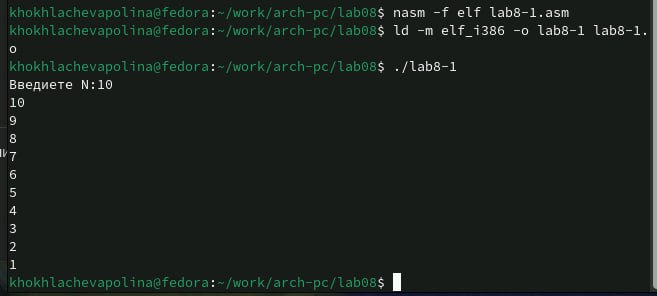 khokhlachevapolina@fedora:~/work/arch-pc/lab08$ nasm -f elf lab8-1.asm
khokhlachevapolina@fedora:~/work/arch-pc/lab08$ ld -m elf_i386 -o lab8-1 lab8-1.
o
khokhlachevapolina@fedora:~/work/arch-pc/lab08$ ./lab8-1
Введиете N:10
10
9
8
7
6
5
4
3
2
1
khokhlachevapolina@fedora:~/work/arch-pc/lab08$